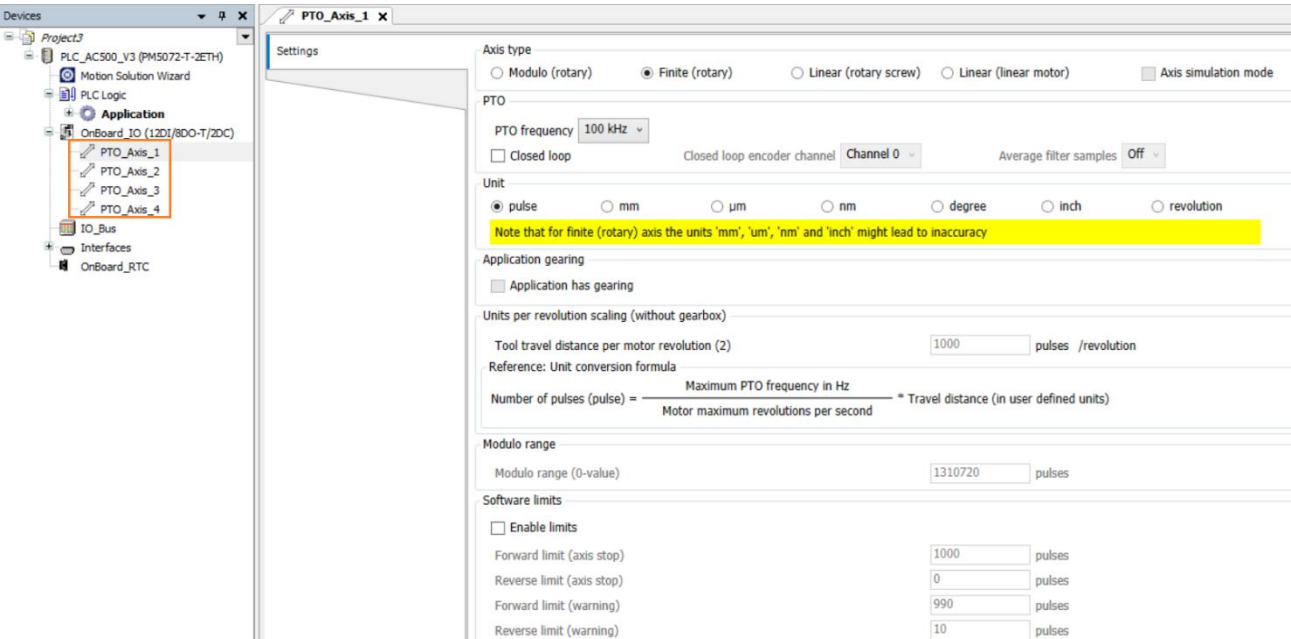 Devices
Project3
PLC_AC500_V3 (PM5072-T-2ETH)
Motion Solution Wizard
PLC Logic
Application
OnBoard_IO (12DI/8DO-T/2DC)
PTO_Axis_1
PTO_Axis_2
PTO_Axis_3
PTO_Axis_4
IO_Bus
Interfaces
OnBoard_RTC
PTO_Axis_1 X
Settings
Axis type
Modulo (rotary) Finite (rotary) Linear (rotary screw) Linear (linear motor) Axis simulation mode
PTO
PTO frequency 100 kHz
Closed loop Closed loop encoder channel Channel 0 Average filter samples Off
Unit
pulse mm µm nm degree inch revolution
Note that for finite (rotary) axis the units 'mm', 'um', 'nm' and 'inch' might lead to inaccuracy
Application gearing
Application has gearing
Units per revolution scaling (without gearbox)
Tool travel distance per motor revolution (2) 1000 pulses /revolution
Reference: Unit conversion formula
Maximum PTO frequency in Hz
Number of pulses (pulse) = * Travel distance (in user defined units)
Motor maximum revolutions per second
Modulo range
Modulo range (0-value) 1310720 pulses
Software limits
Enable limits
Forward limit (axis stop) 1000 pulses
Reverse limit (axis stop) 0 pulses
Forward limit (warning) 990 pulses
Reverse limit (warning) 10 pulses